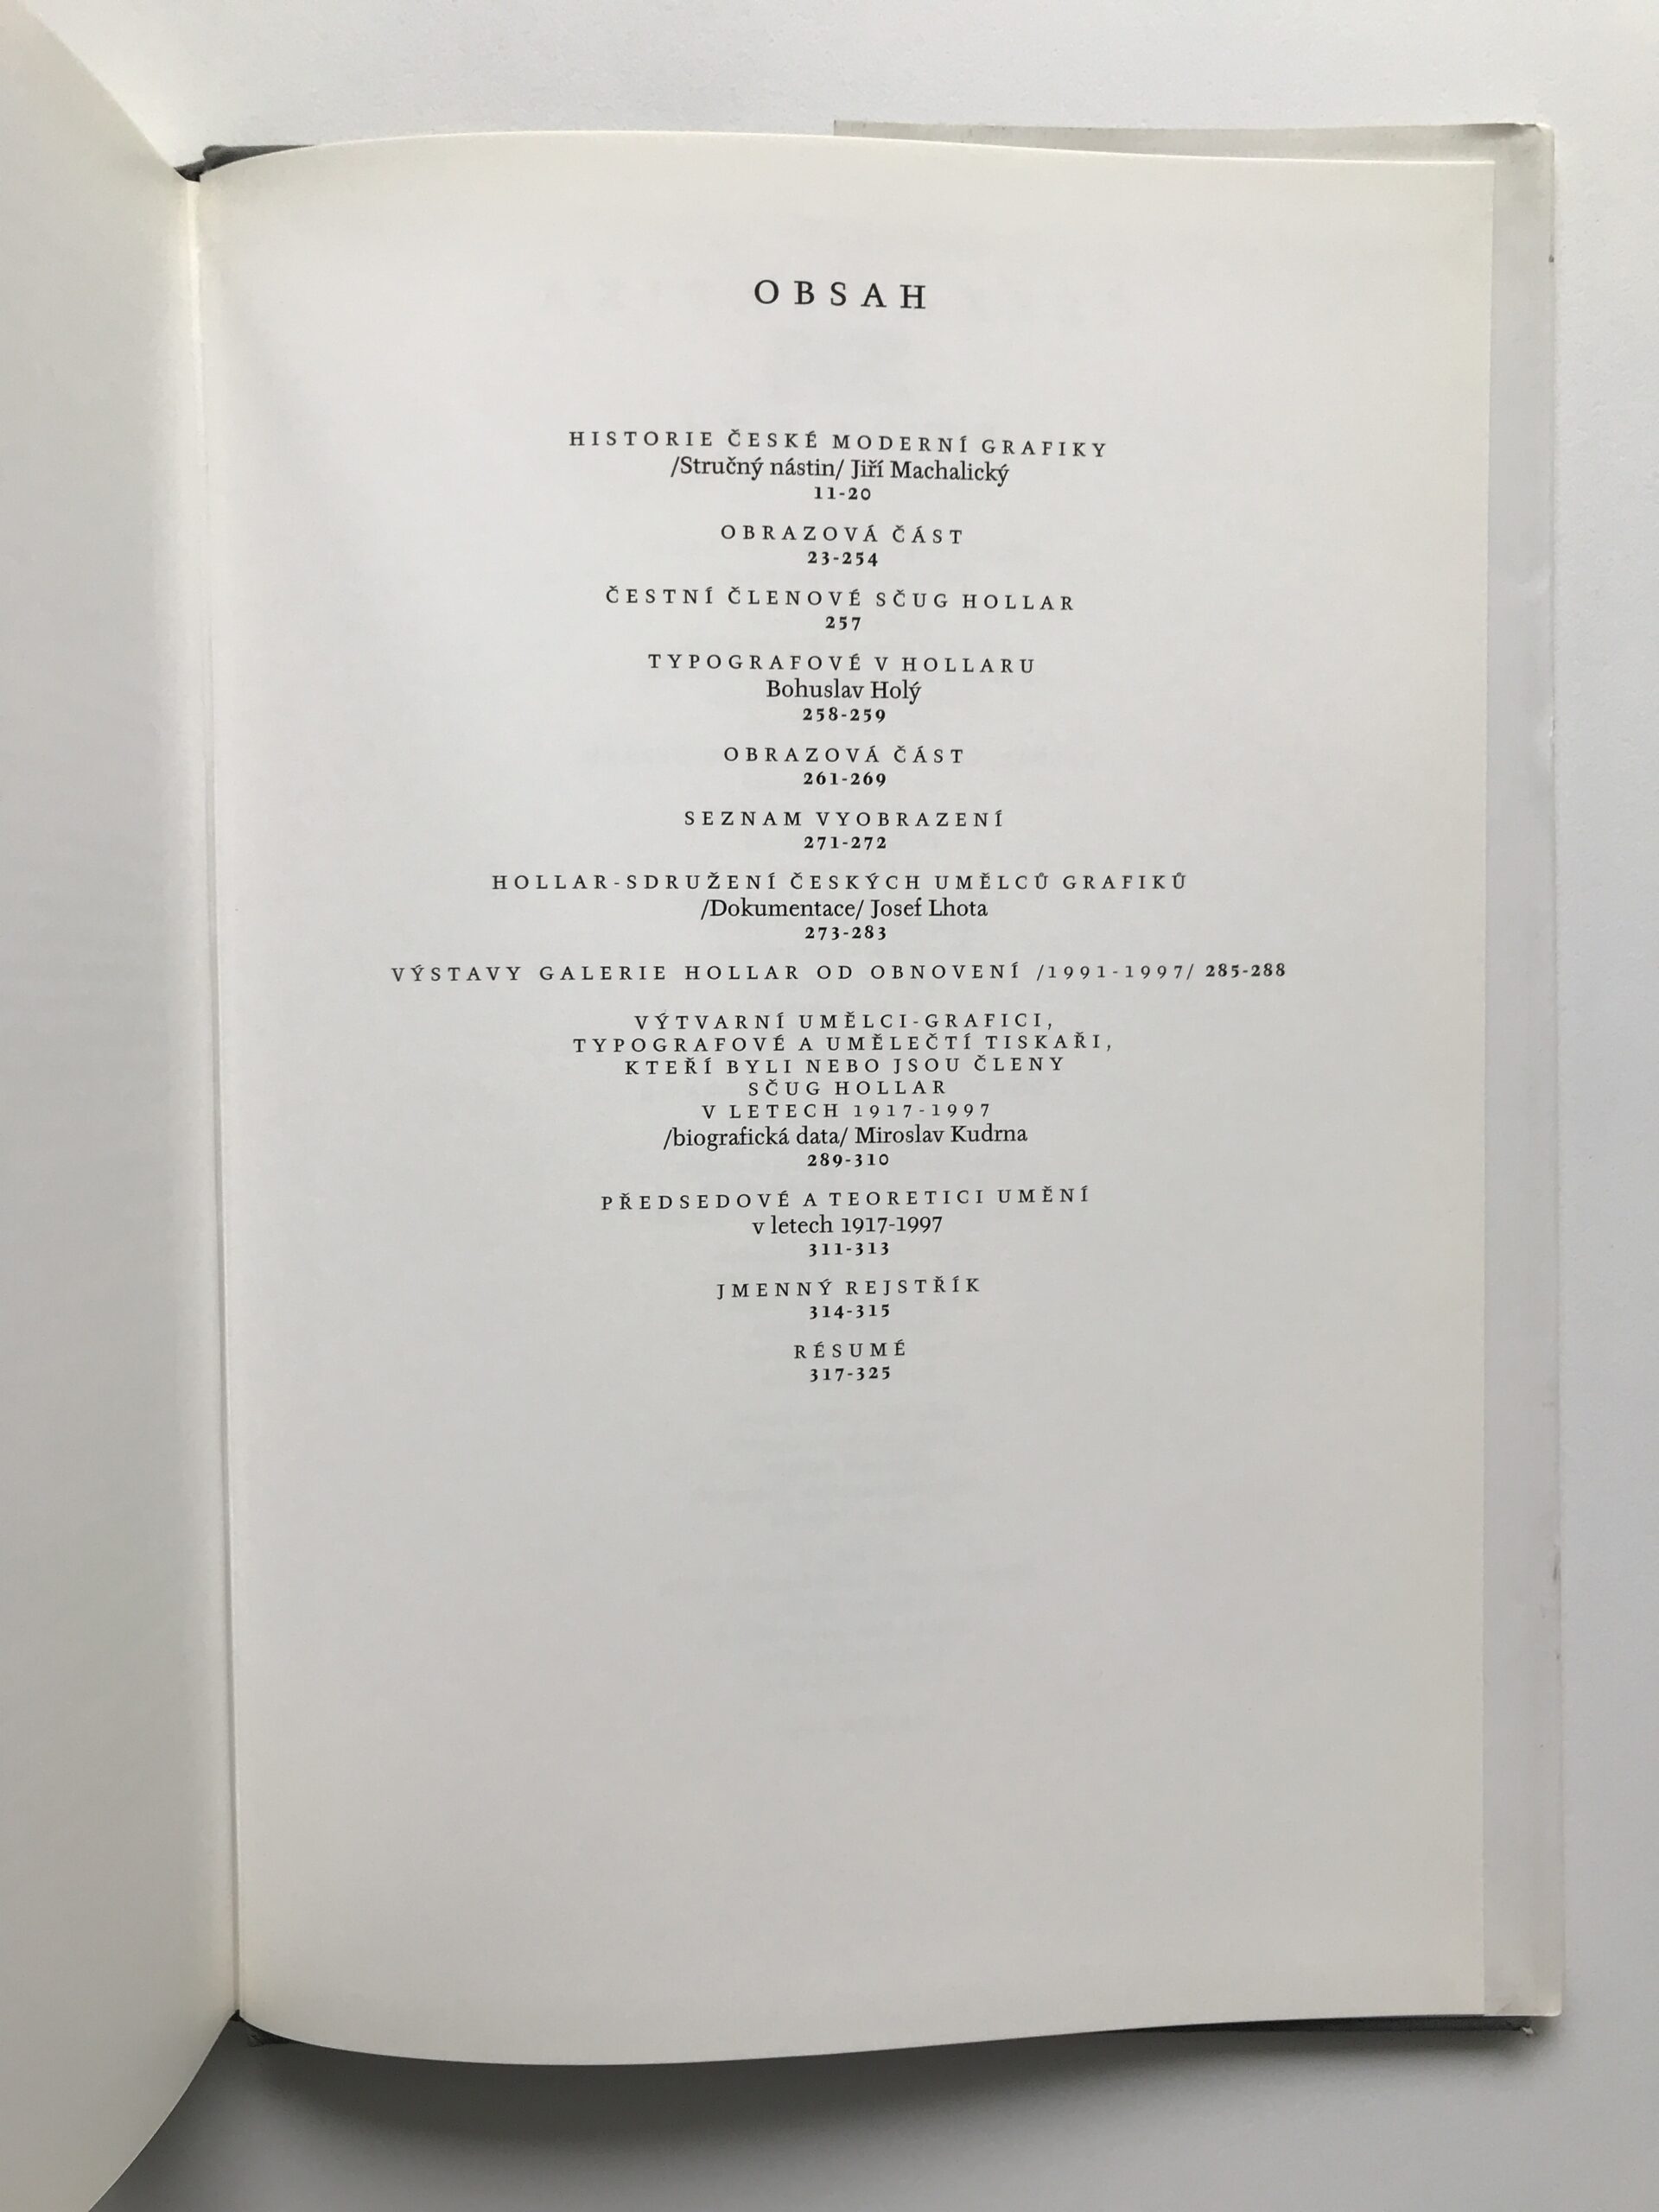 OBSAH
HISTORIE ČESKÉ MODERNÍ GRAFIKY
/Stručný nástin/ Jiří Machalický
11-20
OBRAZOVÁ ČÁST
23-254
ČESTNÍ ČLENOVÉ SČUG HOLLAR
257
TYPOGRAFOVÉ V HOLLARU
Bohuslav Holý
258-259
OBRAZOVÁ ČÁST
261-269
SEZNAM VYOBRAZENÍ
271-272
HOLLAR-SDRUŽENÍ ČESKÝCH UMĚLCŮ GRAFIKŮ
/Dokumentace/ Josef Lhota
273-283
VÝSTAVY GALERIE HOLLAR OD OBNOVENÍ /1991-1997/ 285-288
VÝTVARNÍ UMĚLCI-GRAFICI,
TYPOGRAFOVÉ A UMĚLEČTÍ TISKAŘI,
KTEŘÍ BYLI NEBO JSOU ČLENY
SČUG HOLLAR
V LETECH 1917-1997
/biografická data/ Miroslav Kudrna
289-310
PŘEDSEDOVÉ A TEORETICI UMĚNÍ
v letech 1917-1997
311-313
JMENNÝ REJSTŘÍK
314-315
RÉSUMÉ
317-325